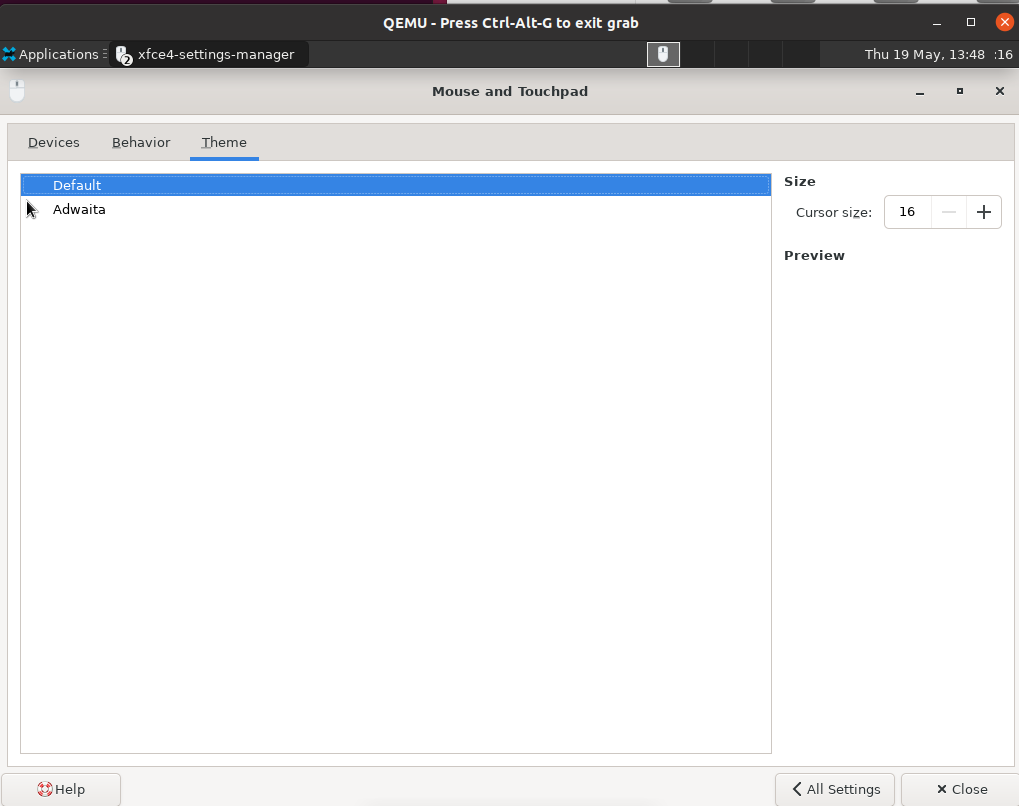 QEMU - Press Ctrl-Alt-G to exit grab
Applications 2 xfce4-settings-manager Thu 19 May, 13:48 :16
Mouse and Touchpad
Devices Behavior Theme
Default
Adwaita
Size
Cursor size: 16
Preview
Help All Settings Close